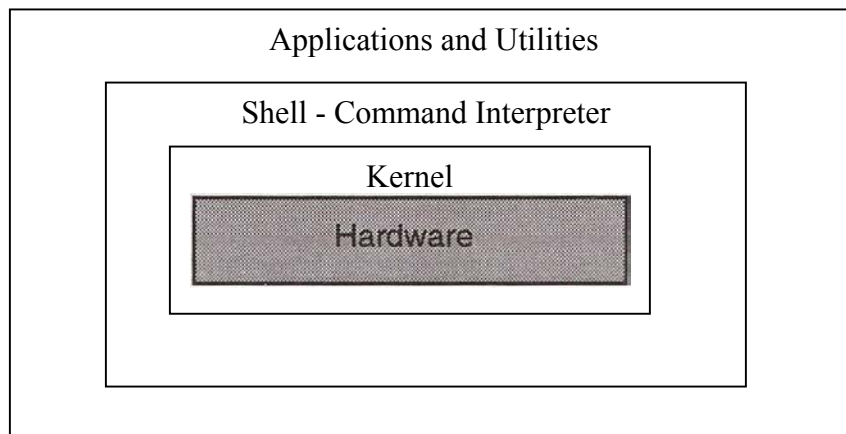 Applications and Utilities
Shell - Command Interpreter
Kernel
Hardware